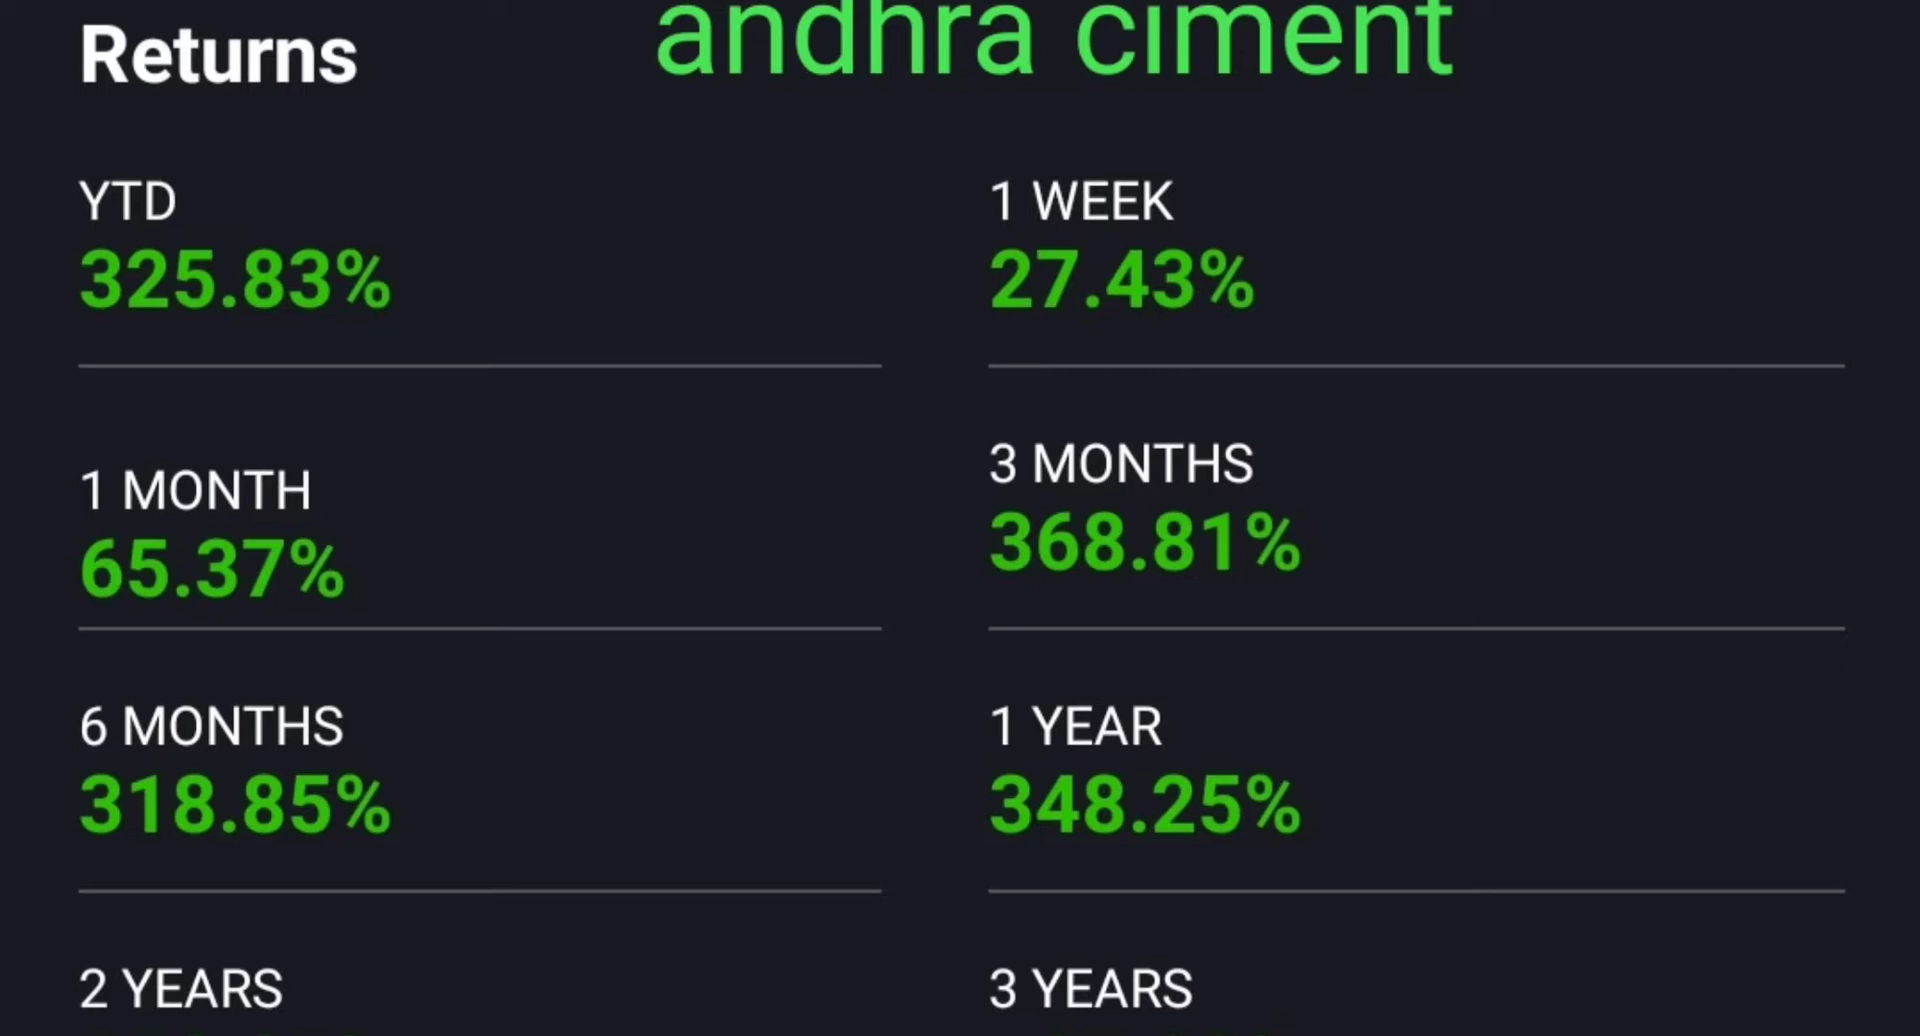 Returns
andhra ciment
YTD
325.83%
1 WEEK
27.43%
1 MONTH
65.37%
3 MONTHS
368.81%
6 MONTHS
318.85%
1 YEAR
348.25%
2 YEARS
3 YEARS